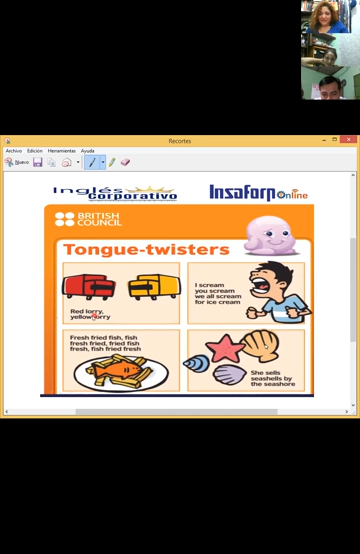 Recortes
Archivo Edición Herramientas Ayuda
Nuevo
Inglés
Corporativo
Insaforp online
BRITISH
COUNCIL
Tongue-twisters
Red lorry,
yellow lorry
I scream
you scream
we all scream
for ice cream
Fresh fried fish, fish
fresh fried, fried fish
fresh, fish fried fresh
She sells
seashells by
the seashore